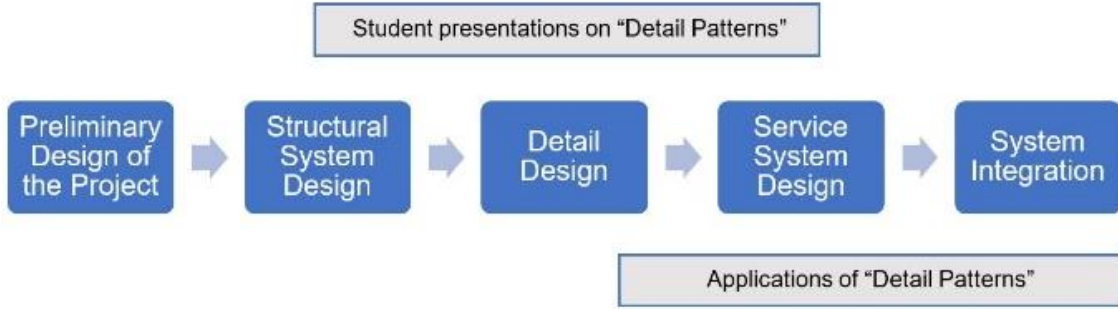 Student presentations on “Detail Patterns”
Preliminary
Design of
the Project
Structural
System
Design
Detail
Design
Service
System
Design
System
Integration
Applications of “Detail Patterns”